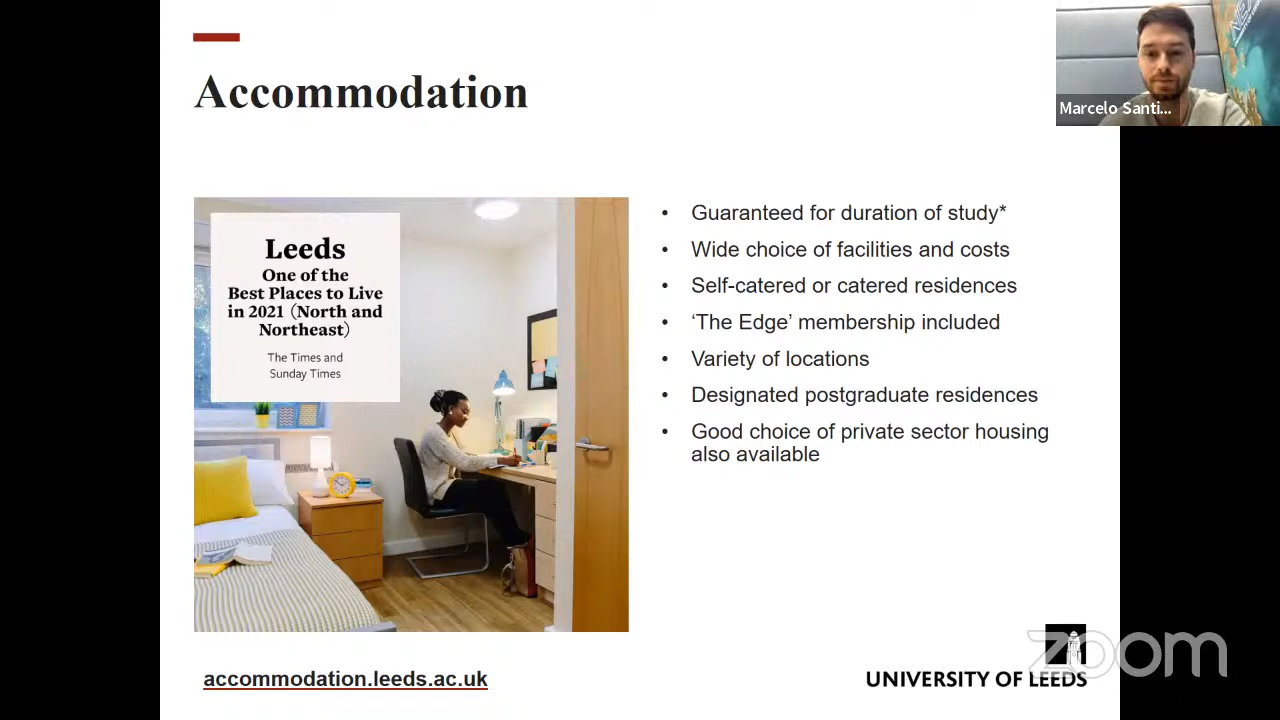 Accommodation
Marcelo Santi...
Leeds
One of the
Best Places to Live
in 2021 (North and
Northeast)
The Times and
Sunday Times
• Guaranteed for duration of study*
• Wide choice of facilities and costs
• Self-catered or catered residences
• ‘The Edge’ membership included
• Variety of locations
• Designated postgraduate residences
• Good choice of private sector housing
also available
accommodation.leeds.ac.uk
UNIVERSITY OF LEEDS
zoom